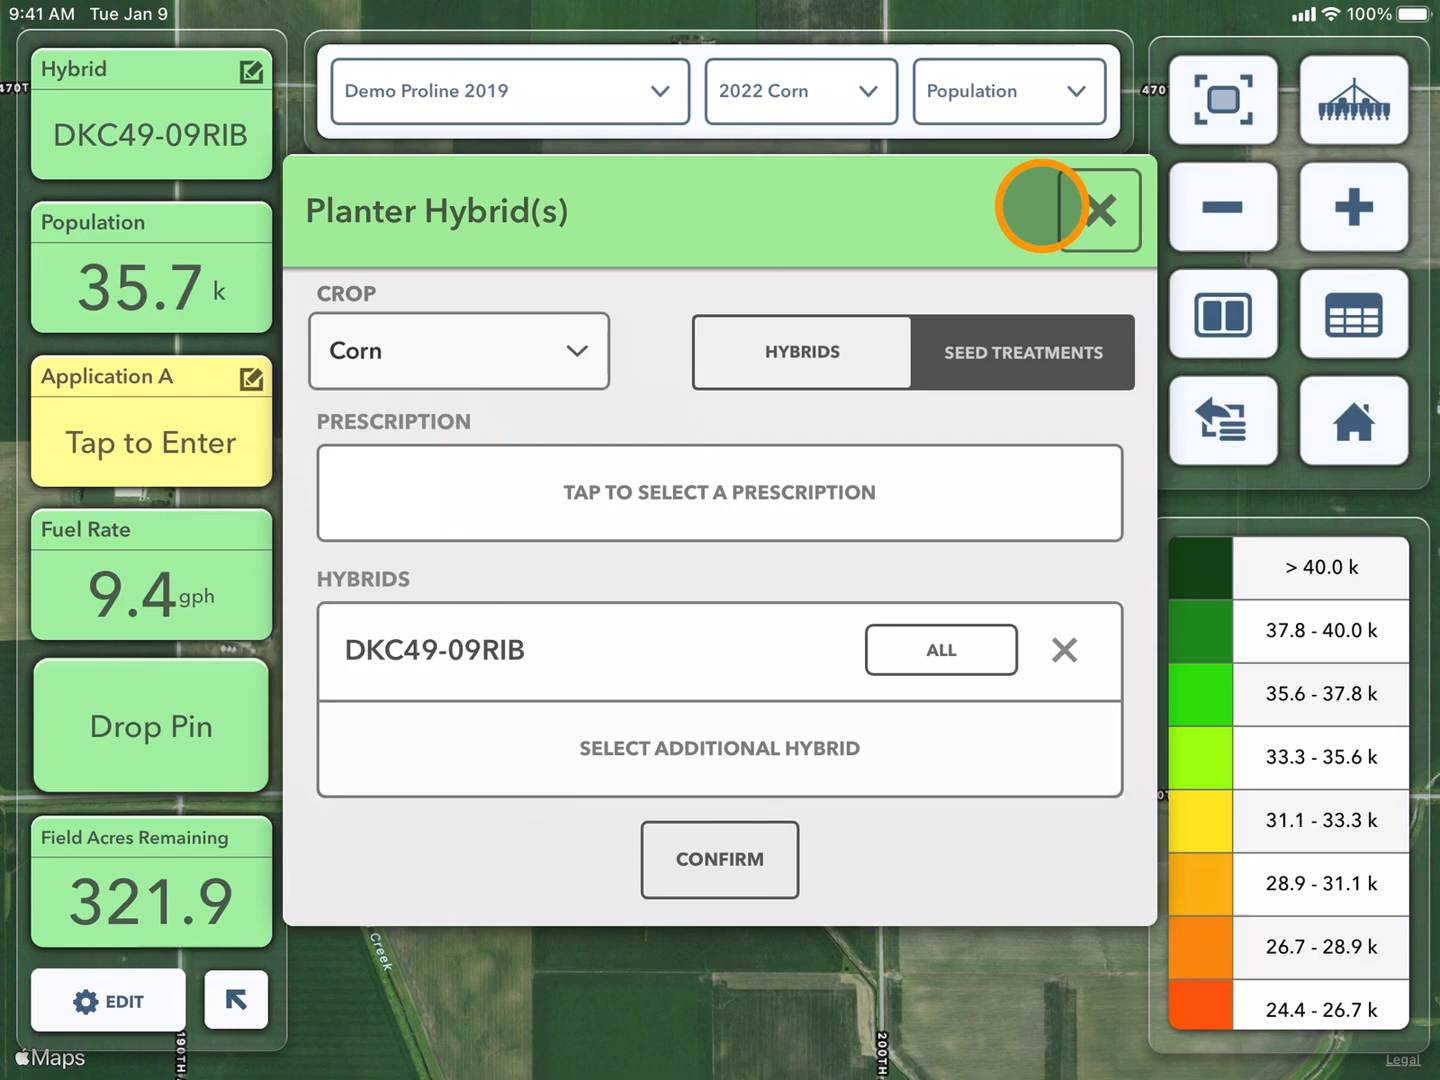 9:41 AM Tue Jan 9
100%
Hybrid
DKC49-09RIB
Population
35.7 k
Application A
Tap to Enter
Fuel Rate
9.4 gph
Drop Pin
Field Acres Remaining
321.9
EDIT
Maps
Demo Proline 2019
2022 Corn
Population
Planter Hybrid(s)
CROP
Corn
HYBRIDS
SEED TREATMENTS
PRESCRIPTION
TAP TO SELECT A PRESCRIPTION
HYBRIDS
DKC49-09RIB
ALL
SELECT ADDITIONAL HYBRID
CONFIRM
> 40.0 k
37.8 - 40.0 k
35.6 - 37.8 k
33.3 - 35.6 k
31.1 - 33.3 k
28.9 - 31.1 k
26.7 - 28.9 k
24.4 - 26.7 k
Creek
190TH
200TH
Legal